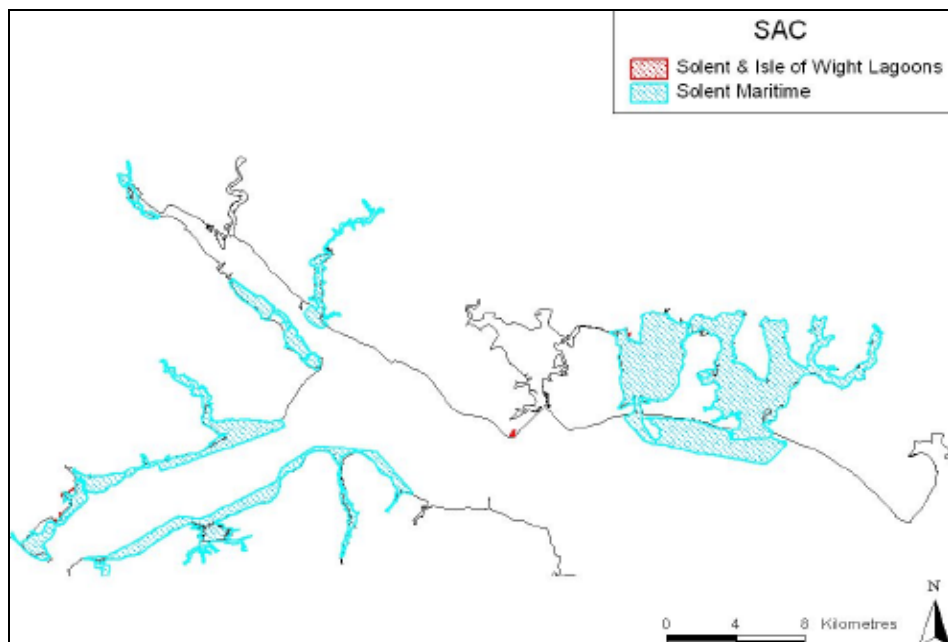 SAC
Solent & Isle of Wight Lagoons
Solent Maritime
N
0 4 8 Kilometres